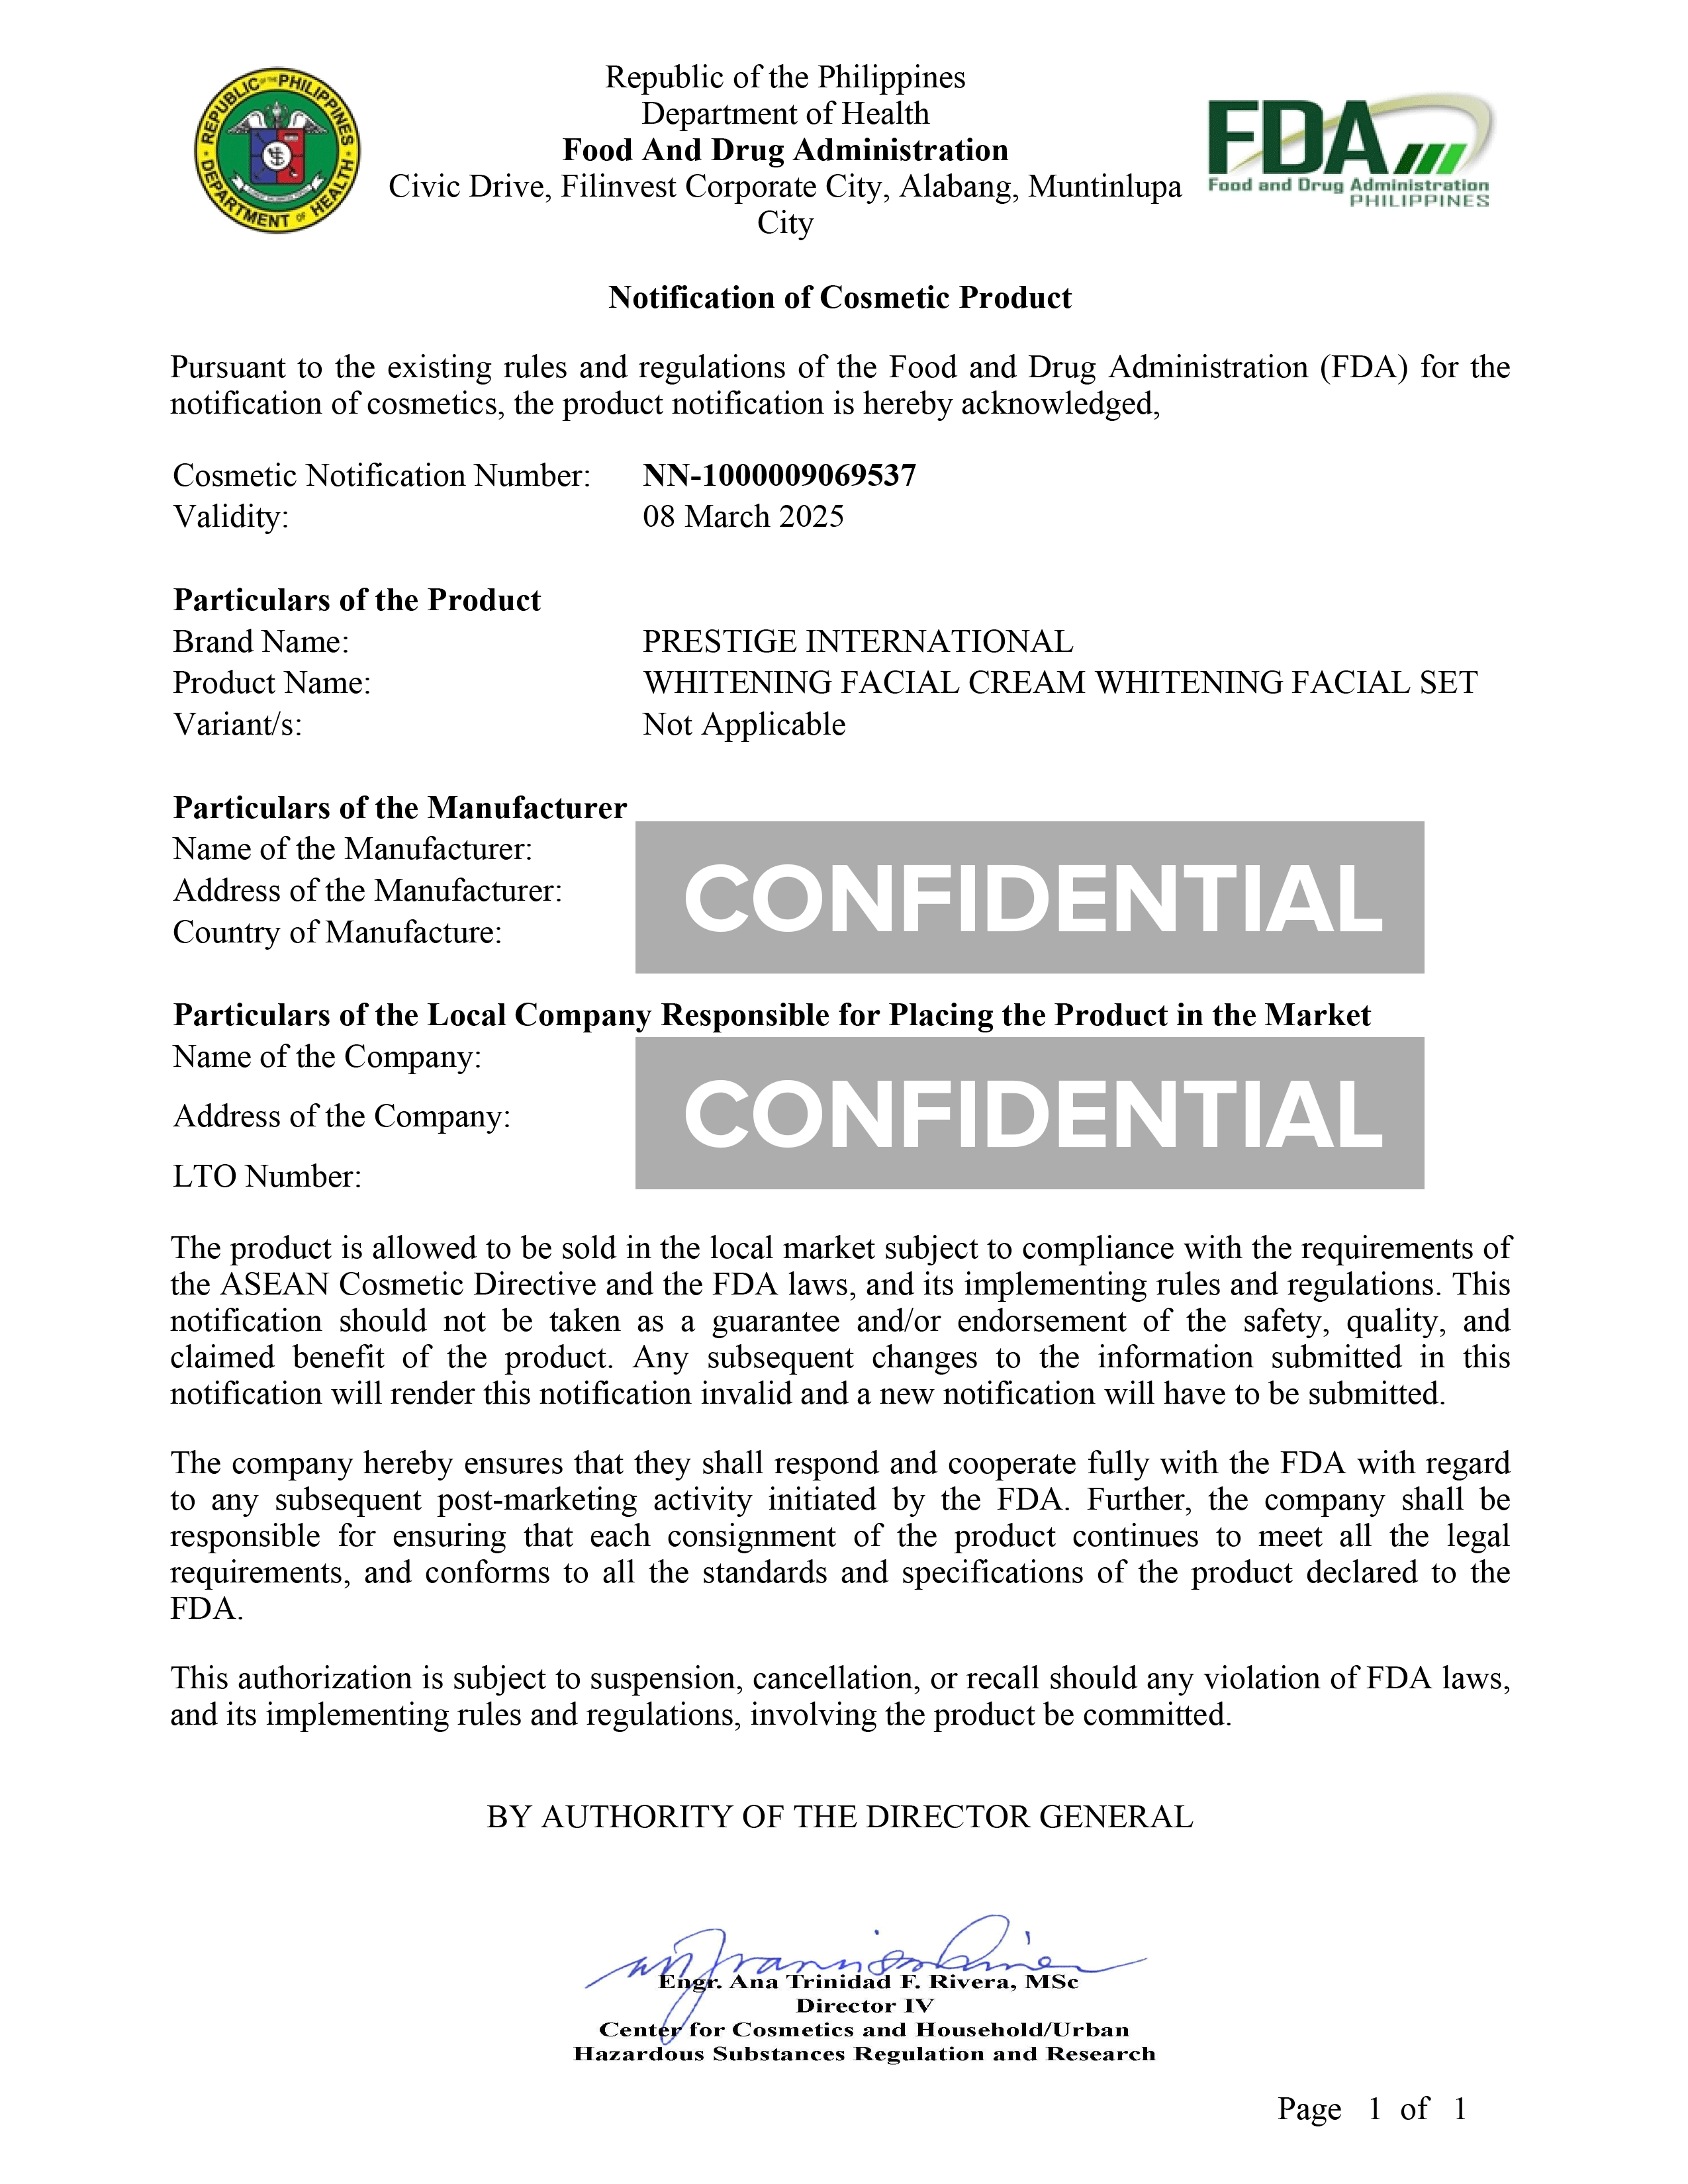 REPUBLIC OF THE PHILIPPINES
DEPARTMENT OF HEALTH
Republic of the Philippines
Department of Health
Food And Drug Administration
Civic Drive, Filinvest Corporate City, Alabang, Muntinlupa
City
FDA
Food and Drug Administration
PHILIPPINES
Notification of Cosmetic Product
Pursuant to the existing rules and regulations of the Food and Drug Administration (FDA) for the
notification of cosmetics, the product notification is hereby acknowledged,
Cosmetic Notification Number: NN-1000009069537
Validity: 08 March 2025
Particulars of the Product
Brand Name: PRESTIGE INTERNATIONAL
Product Name: WHITENING FACIAL CREAM WHITENING FACIAL SET
Variant/s: Not Applicable
Particulars of the Manufacturer
Name of the Manufacturer:
Address of the Manufacturer:
Country of Manufacture:
CONFIDENTIAL
Particulars of the Local Company Responsible for Placing the Product in the Market
Name of the Company:
Address of the Company:
LTO Number:
CONFIDENTIAL
The product is allowed to be sold in the local market subject to compliance with the requirements of
the ASEAN Cosmetic Directive and the FDA laws, and its implementing rules and regulations. This
notification should not be taken as a guarantee and/or endorsement of the safety, quality, and
claimed benefit of the product. Any subsequent changes to the information submitted in this
notification will render this notification invalid and a new notification will have to be submitted.
The company hereby ensures that they shall respond and cooperate fully with the FDA with regard
to any subsequent post-marketing activity initiated by the FDA. Further, the company shall be
responsible for ensuring that each consignment of the product continues to meet all the legal
requirements, and conforms to all the standards and specifications of the product declared to the
FDA.
This authorization is subject to suspension, cancellation, or recall should any violation of FDA laws,
and its implementing rules and regulations, involving the product be committed.
BY AUTHORITY OF THE DIRECTOR GENERAL
Engr. Ana Trinidad F. Rivera, MSc
Director IV
Center for Cosmetics and Household/Urban
Hazardous Substances Regulation and Research
Page 1 of 1